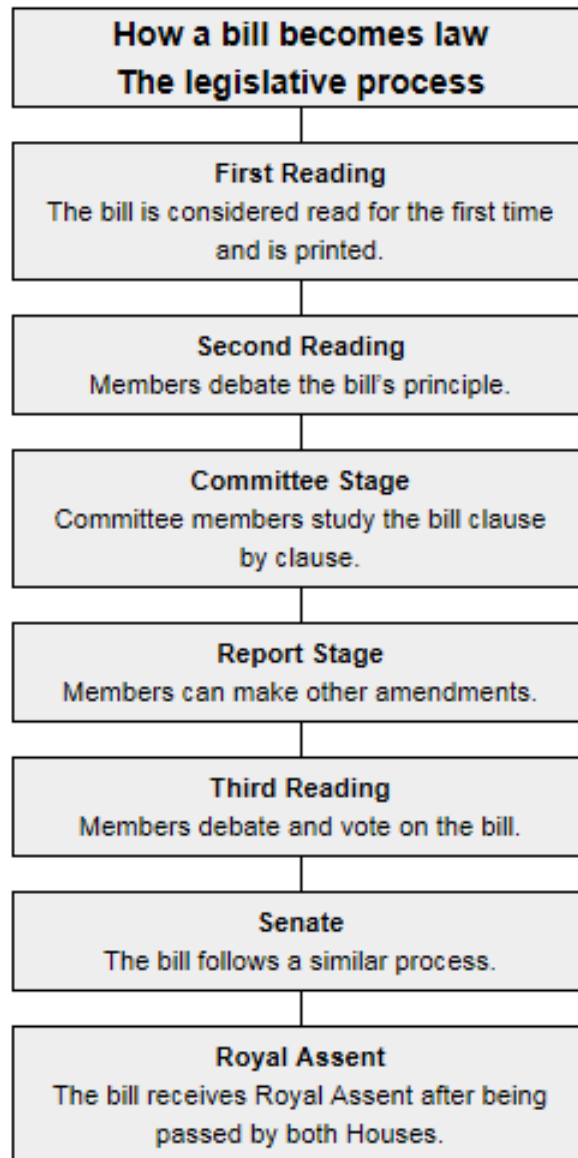 How a bill becomes law
The legislative process
First Reading
The bill is considered read for the first time
and is printed.
Second Reading
Members debate the bill’s principle.
Committee Stage
Committee members study the bill clause
by clause.
Report Stage
Members can make other amendments.
Third Reading
Members debate and vote on the bill.
Senate
The bill follows a similar process.
Royal Assent
The bill receives Royal Assent after being
passed by both Houses.